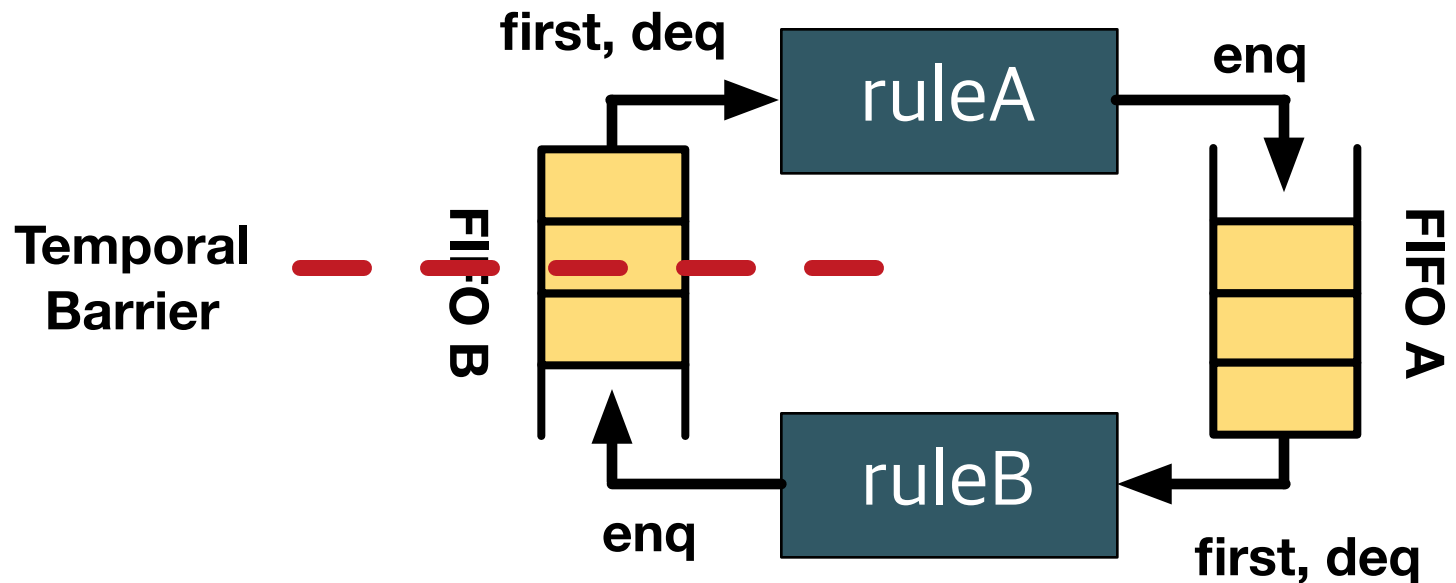 first, deq
ruleA
enq
Temporal
Barrier
FIFO B
FIFO A
enq
ruleB
first, deq